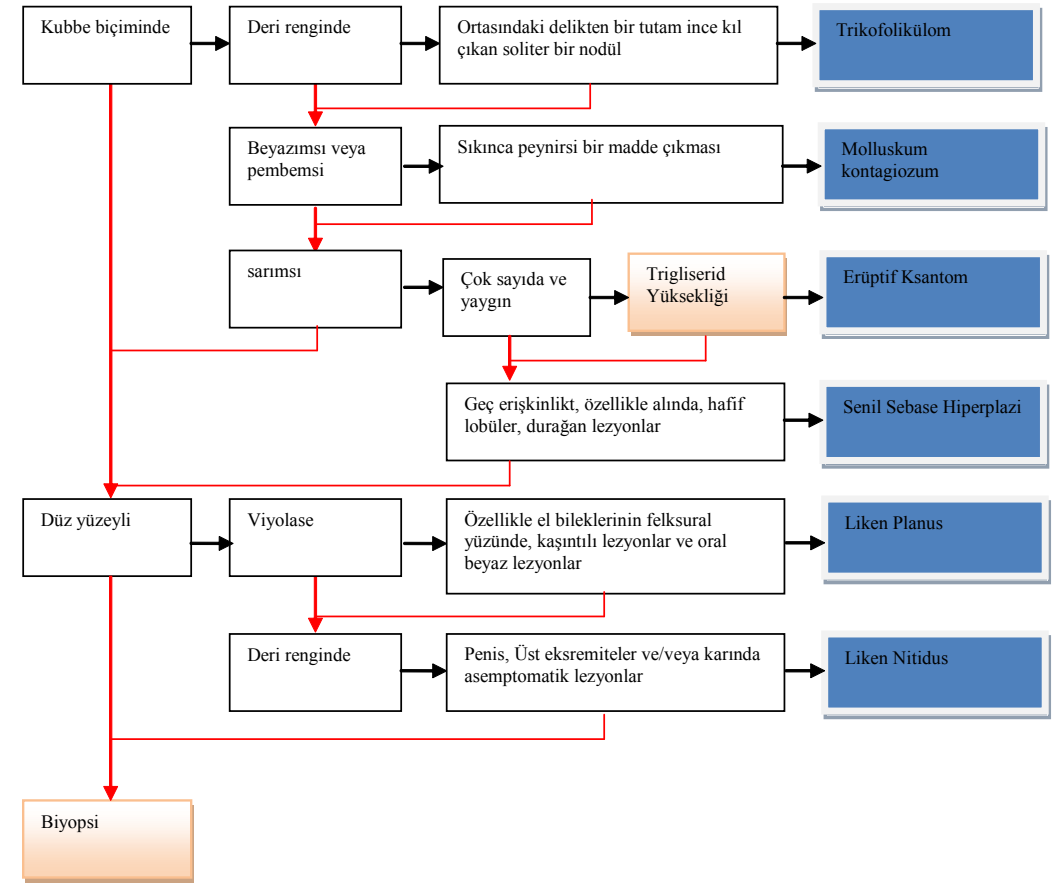 Kubbe biçiminde
Deri renginde
Ortasındaki delikten bir tutam ince kıl
çıkan soliter bir nodül
Trikofolikülom
Beyazımsı veya
pembemsi
Sıkınca peynirsi bir madde çıkması
Molluskum
kontagiozum
sarımsı
Çok sayıda ve
yaygın
Trigliserid
Yüksekliği
Erüptif Ksantom
Geç erişkinlikt, özellikle alında, hafif
lobüler, durağan lezyonlar
Senil Sebase Hiperplazi
Düz yüzeyli
Viyolase
Özellikle el bileklerinin felksural
yüzünde, kaşıntılı lezyonlar ve oral
beyaz lezyonlar
Liken Planus
Deri renginde
Penis, Üst eksremiteler ve/veya karında
asemptomatik lezyonlar
Liken Nitidus
Biyopsi